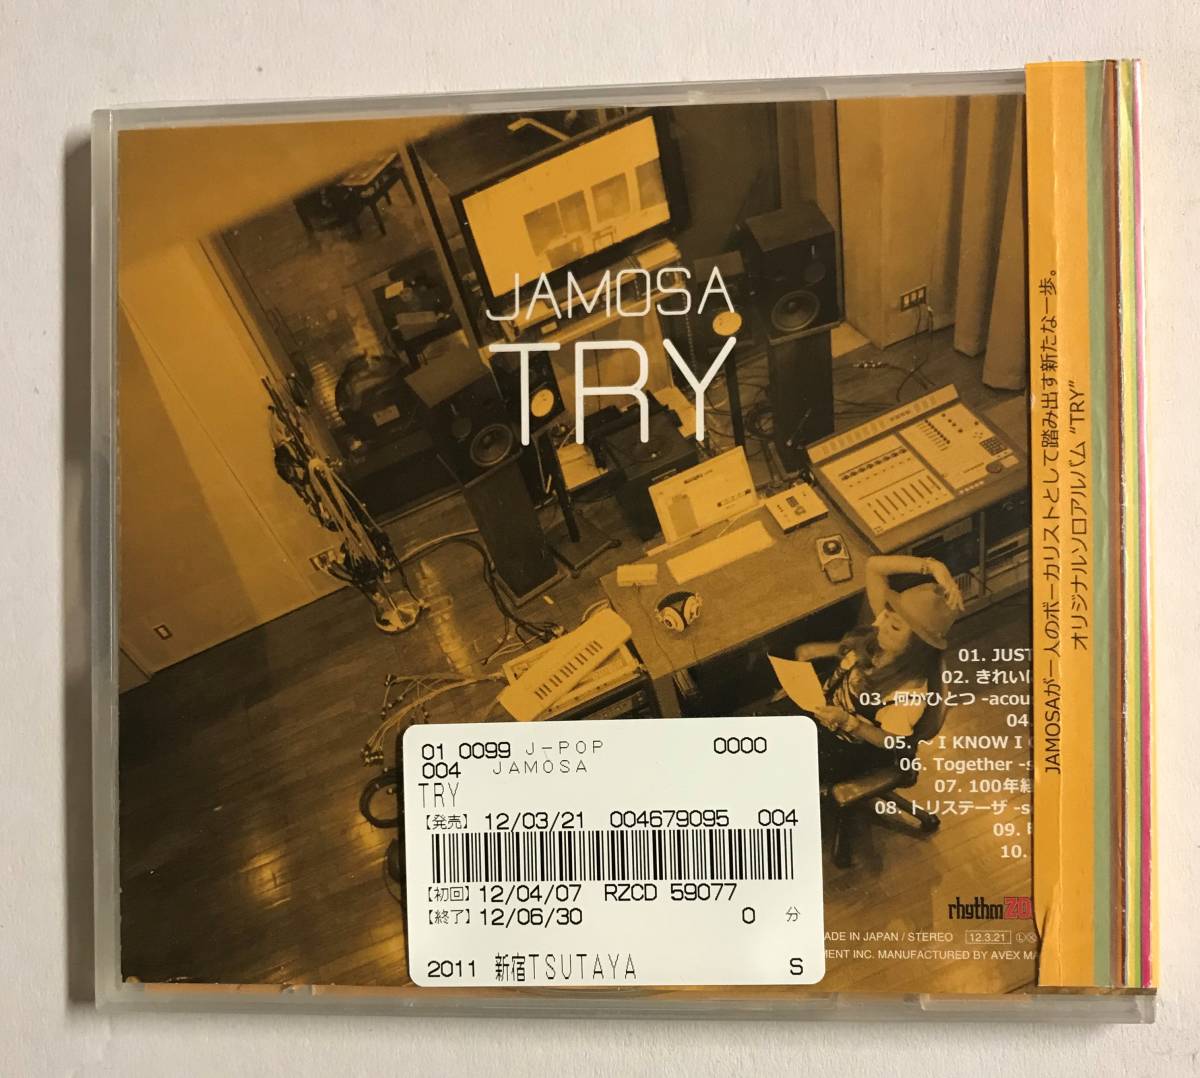 JAMOSA
TRY
JAMOSAが一人のボーカリストとして踏み出す新たな一歩。
オリジナルソロアルバム “TRY”
01. JUST
02. きれいに
03. 何かひとつ -acou
04.
05. ～I KNOW I
06. Together -s
07. 100年経
08. トリステーザ -s
09.
10.
rhythmZO
ADE IN JAPAN / STEREO 12.3.21
MENT INC. MANUFACTURED BY AVEX MA
01 0099 J-POP 0000
004 JAMOSA
TRY
【発売】 12/03/21 004679095 004
【初回】 12/04/07 RZCD 59077
【終了】 12/06/30 0 分
2011 新宿TSUTAYA S